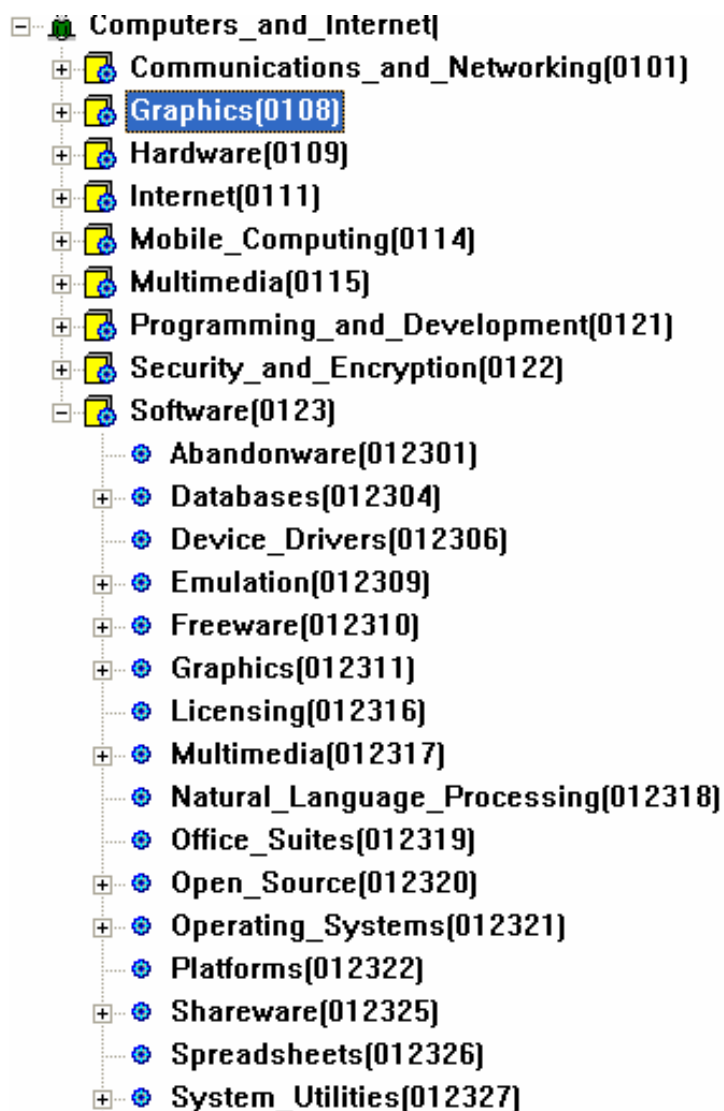 Computers_and_Internet
Communications_and_Networking(0101)
Graphics(0108)
Hardware(0109)
Internet(0111)
Mobile_Computing(0114)
Multimedia(0115)
Programming_and_Development(0121)
Security_and_Encryption(0122)
Software(0123)
Abandonware(012301)
Databases(012304)
Device_Drivers(012306)
Emulation(012309)
Freeware(012310)
Graphics(012311)
Licensing(012316)
Multimedia(012317)
Natural_Language_Processing(012318)
Office_Suites(012319)
Open_Source(012320)
Operating_Systems(012321)
Platforms(012322)
Shareware(012325)
Spreadsheets(012326)
System_Utilities(012327)